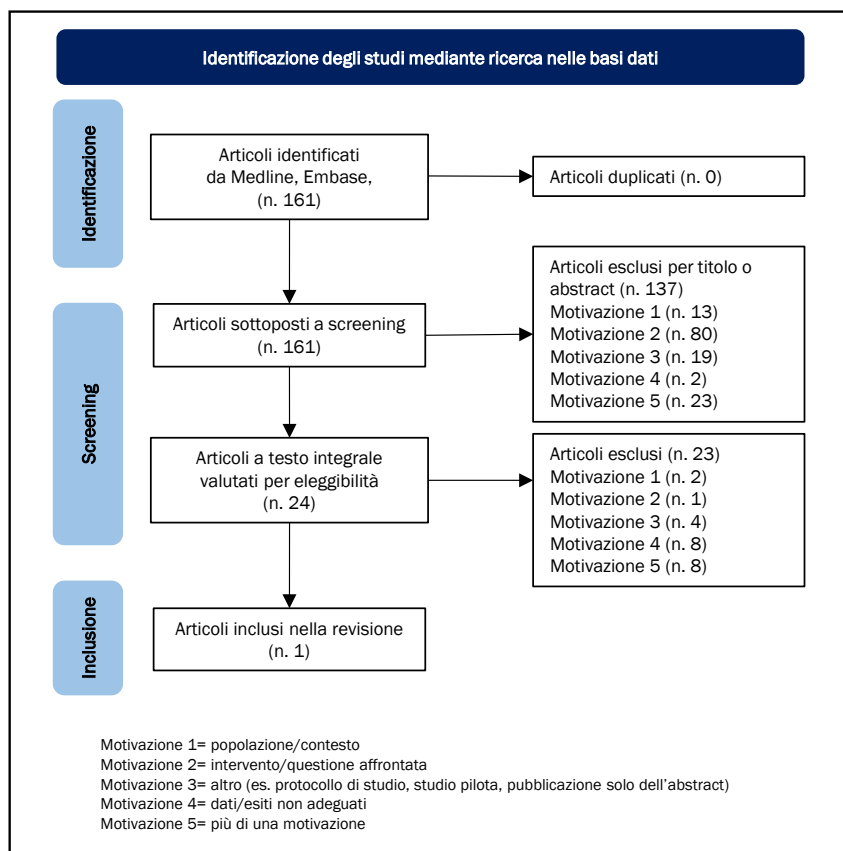 Identificazione degli studi mediante ricerca nelle basi dati
Identificazione
Articoli identificati
da Medline, Embase,
(n. 161)
Articoli duplicati (n. 0)
Screening
Articoli sottoposti a screening
(n. 161)
Articoli esclusi per titolo o
abstract (n. 137)
Motivazione 1 (n. 13)
Motivazione 2 (n. 80)
Motivazione 3 (n. 19)
Motivazione 4 (n. 2)
Motivazione 5 (n. 23)
Articoli a testo integrale
valutati per eleggibilità
(n. 24)
Articoli esclusi (n. 23)
Motivazione 1 (n. 2)
Motivazione 2 (n. 1)
Motivazione 3 (n. 4)
Motivazione 4 (n. 8)
Motivazione 5 (n. 8)
Inclusione
Articoli inclusi nella revisione
(n. 1)
Motivazione 1= popolazione/contesto
Motivazione 2= intervento/questione affrontata
Motivazione 3= altro (es. protocollo di studio, studio pilota, pubblicazione solo dell'abstract)
Motivazione 4= dati/esiti non adeguati
Motivazione 5= più di una motivazione